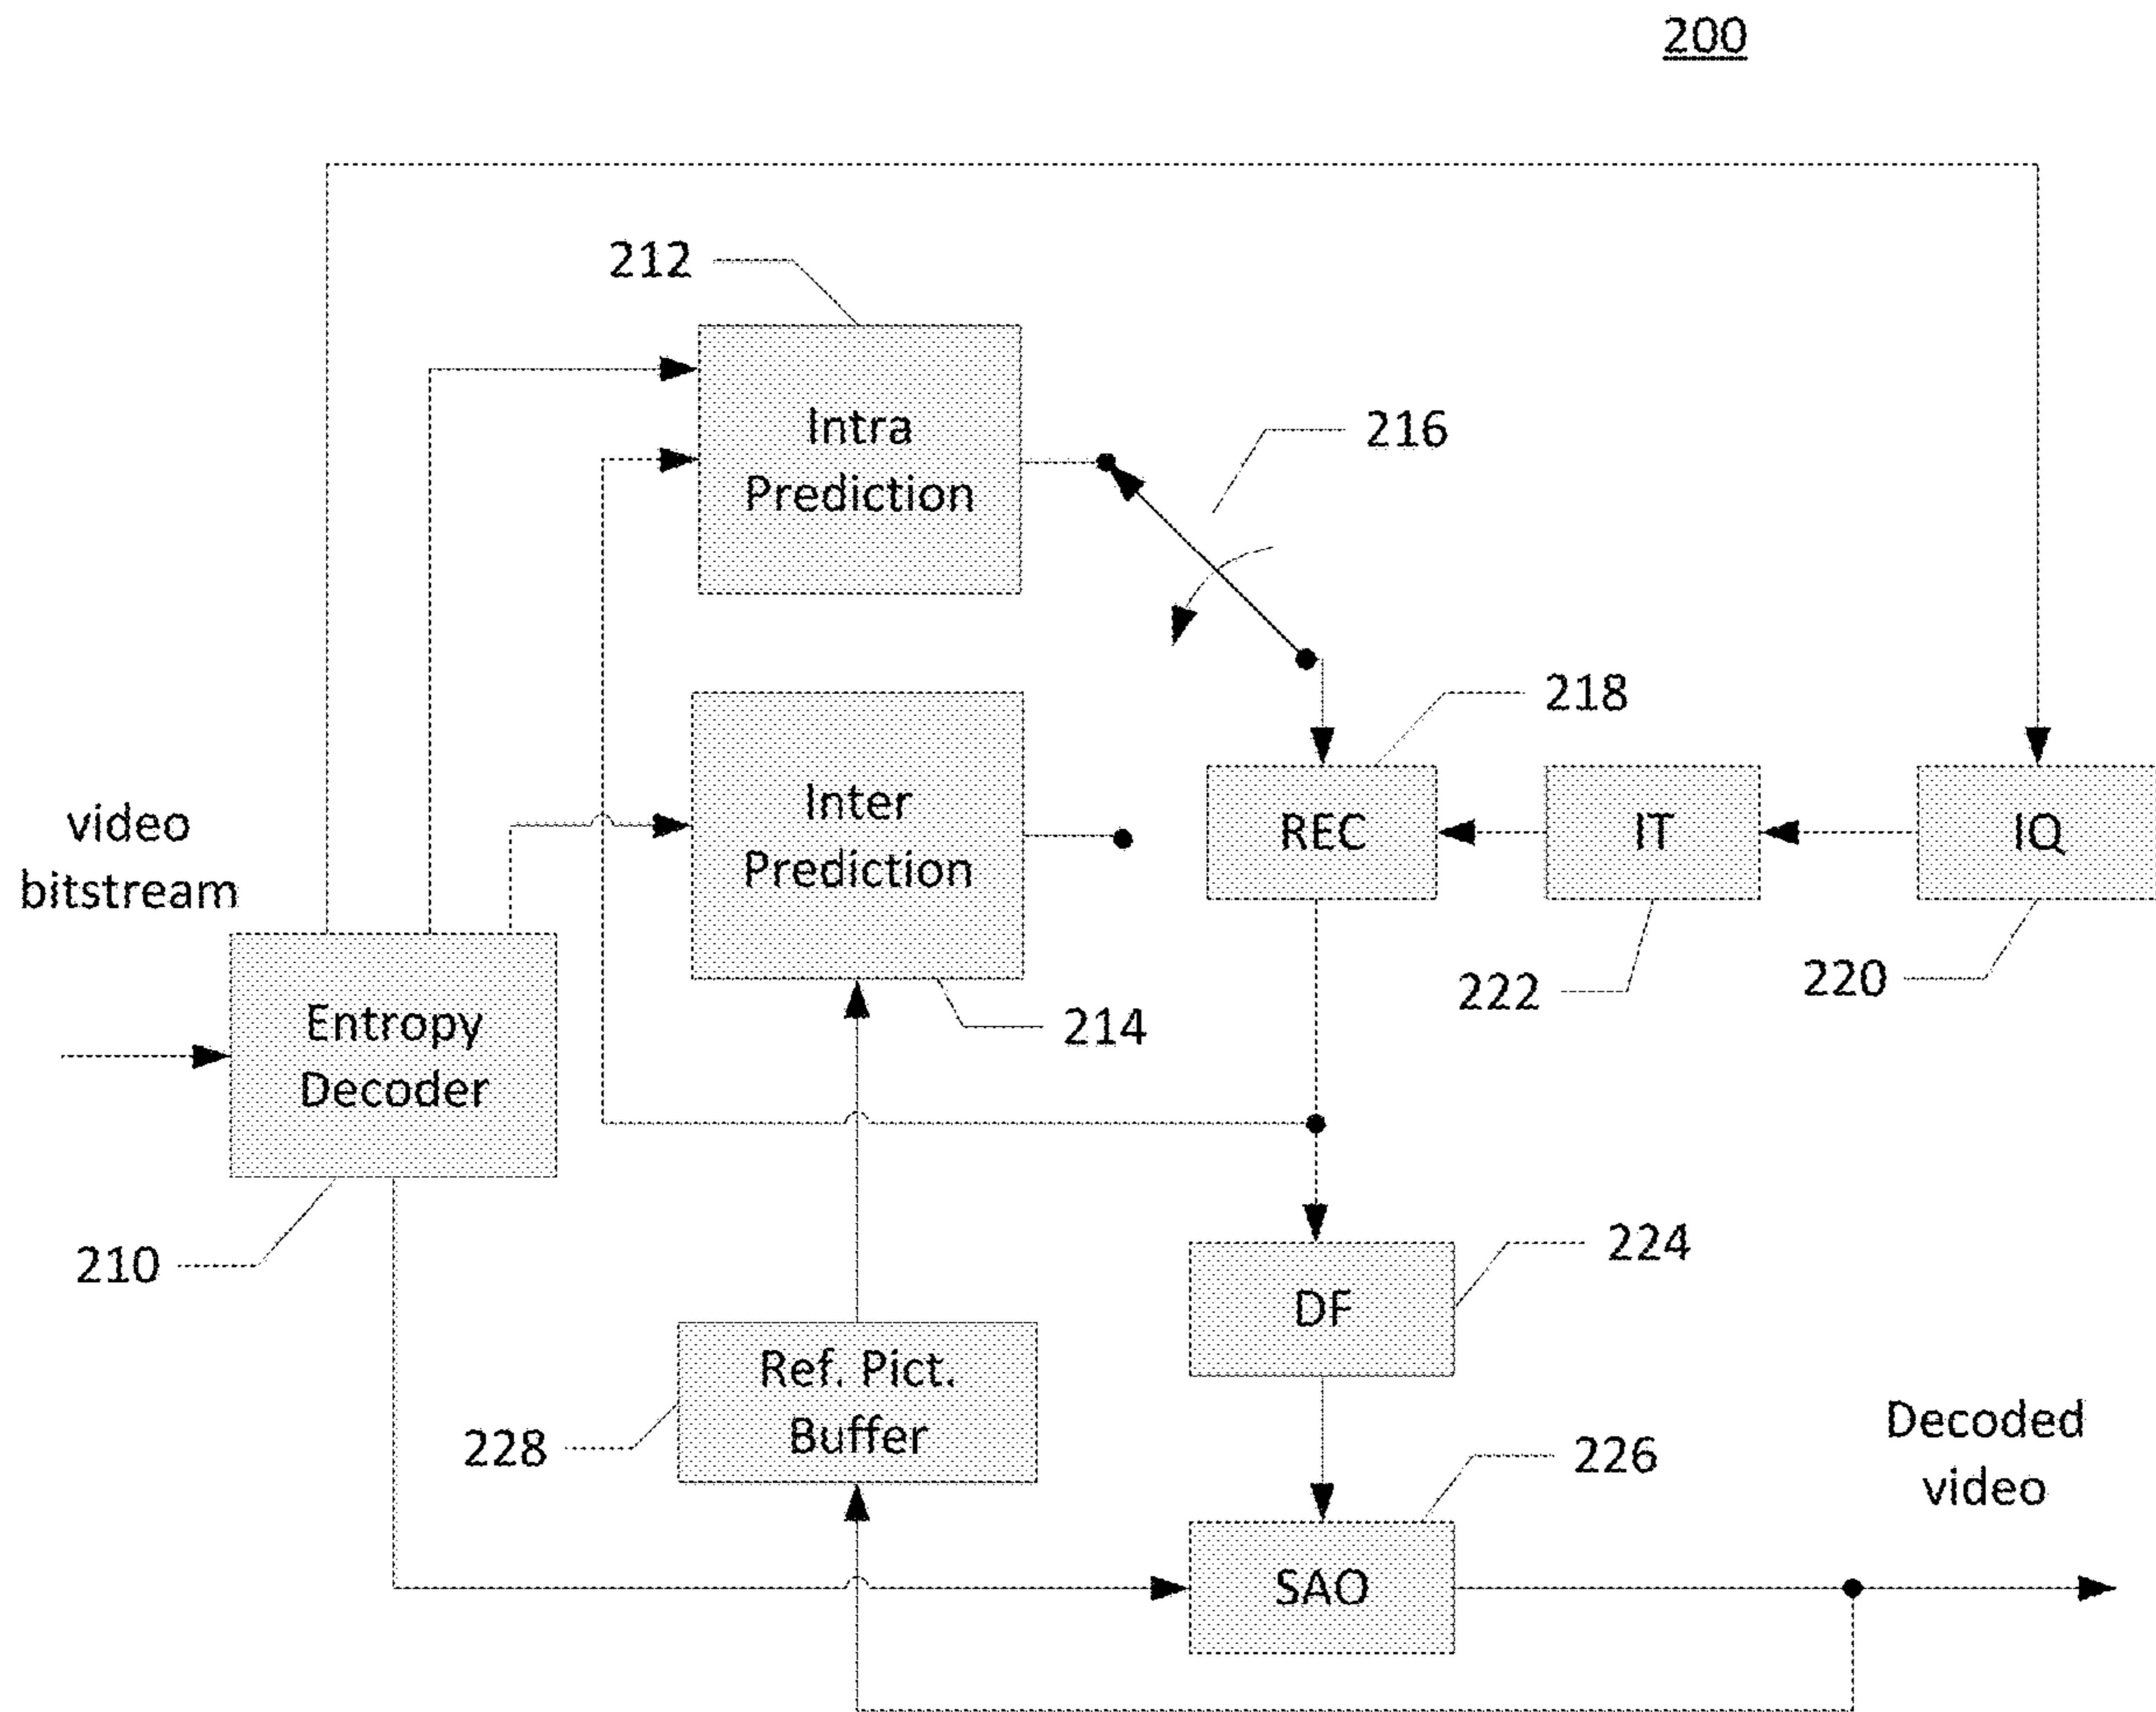 200
212
Intra
Prediction
216
218
Inter
Prediction
REC
IT
IQ
video
bitstream
222
220
Entropy
Decoder
214
210
224
DF
Ref. Pict.
Buffer
228
226
Decoded
video
SAO